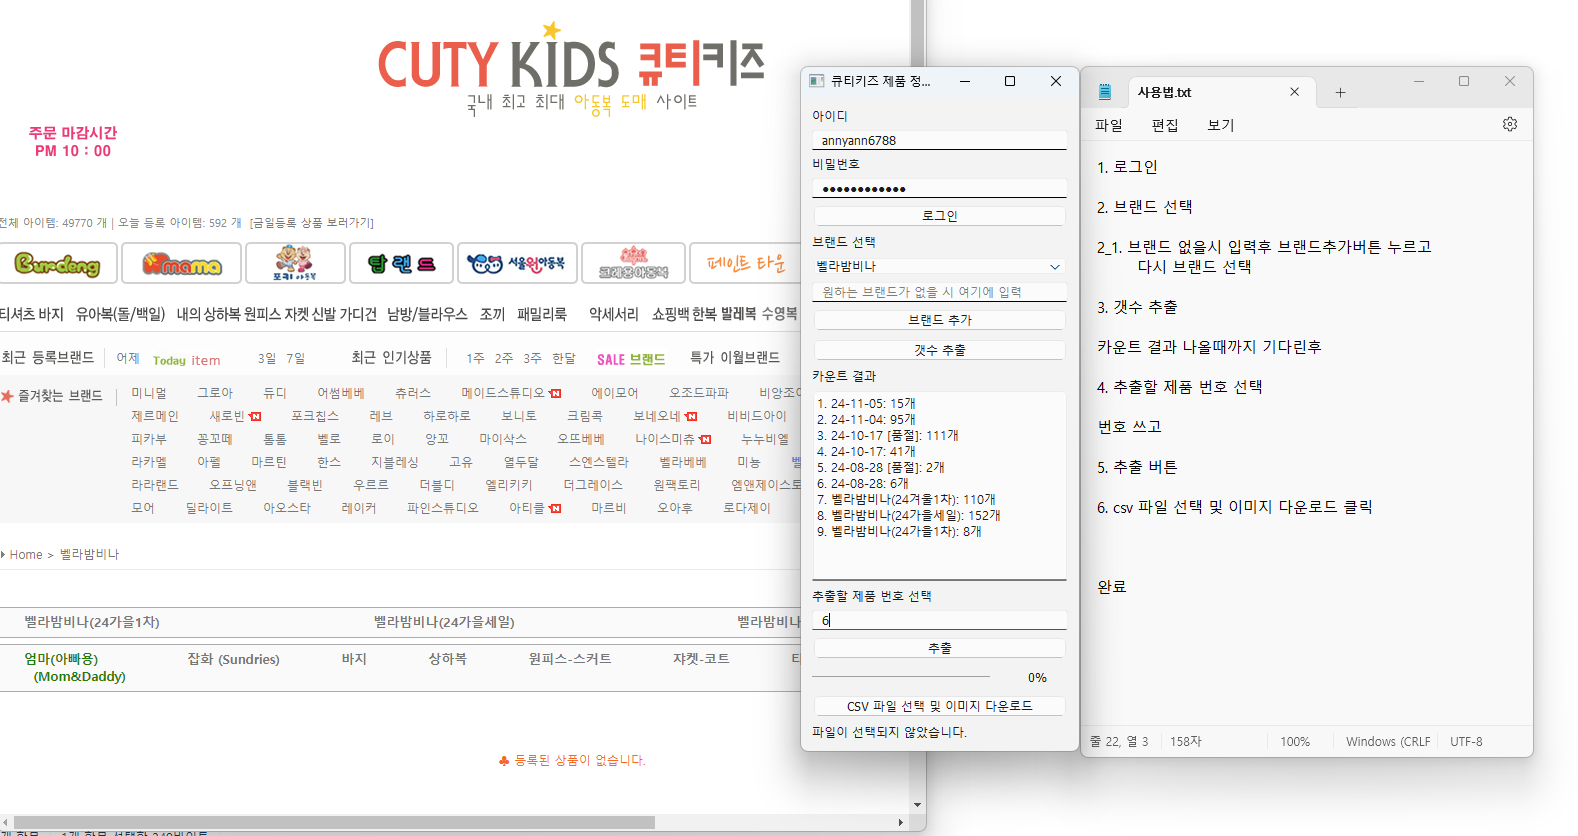 CUTY KIDS 큐티키즈
국내 최고 최대 아동복 도매 사이트
주문 마감시간
PM 10 : 00
전체 아이템: 49770 개 | 오늘 등록 아이템: 592 개 [금일등록 상품 보러가기]
Burdeng mama 포키아동복 탑랜드 서울원아동복 크레용아동복 페인트 타운
티셔츠 바지 유아복(돌/백일) 내의 상하복 원피스 자켓 신발 가디건 남방/블라우스 조끼 패밀리룩 악세서리 쇼핑백 한복 발레복 수영복
최근 등록브랜드 어제 Today item 3일 7일 최근 인기상품 1주 2주 3주 한달 SALE 브랜드 특가 이월브랜드
즐겨찾는 브랜드
미니멀 그로아 듀디 어썸베베 츄러스 메이드스튜디오 N 에이모어 오조드파파 비앙조이
제르메인 새로빈 N 포크칩스 레브 하로하로 보니토 크림콕 보네오네 N 비비드아이
피카부 꽁꼬떼 톰톰 벨로 로이 앙꼬 마이삭스 오뜨베베 나이스미츄 N 누누비엘
라카멜 아펠 마르틴 한스 지블레싱 고유 열두달 스엔스텔라 벨라베베 미뇽 벨
라라랜드 오프닝앤 블랙빈 우르르 더블디 엘리키키 더그레이스 원팩토리 엠앤제이스토
모어 딜라이트 아오스타 레이커 파인스튜디오 아티클 N 마르비 오아후 로다제이
Home > 벨라밤비나
벨라밤비나(24가을1차) 벨라밤비나(24가을세일) 벨라밤비나
엄마(아빠용) 잡화 (Sundries) 바지 상하복 원피스-스커트 쟈켓-코트 티
(Mom&Daddy)
♣ 등록된 상품이 없습니다.
큐티키즈 제품 정...
아이디
annyann6788
비밀번호
●●●●●●●●●●●●
로그인
브랜드 선택
벨라밤비나
원하는 브랜드가 없을 시 여기에 입력
브랜드 추가
갯수 추출
카운트 결과
1. 24-11-05: 15개
2. 24-11-04: 95개
3. 24-10-17 [품절]: 111개
4. 24-10-17: 41개
5. 24-08-28 [품절]: 2개
6. 24-08-28: 6개
7. 벨라밤비나(24겨울1차): 110개
8. 벨라밤비나(24가을세일): 152개
9. 벨라밤비나(24가을1차): 8개
추출할 제품 번호 선택
6
추출
0%
CSV 파일 선택 및 이미지 다운로드
파일이 선택되지 않았습니다.
사용법.txt
파일 편집 보기
1. 로그인
2. 브랜드 선택
2_1. 브랜드 없을시 입력후 브랜드추가버튼 누르고
다시 브랜드 선택
3. 갯수 추출
카운트 결과 나올때까지 기다린후
4. 추출할 제품 번호 선택
번호 쓰고
5. 추출 버튼
6. csv 파일 선택 및 이미지 다운로드 클릭
완료
줄 22, 열 3 158자 100% Windows (CRLF UTF-8